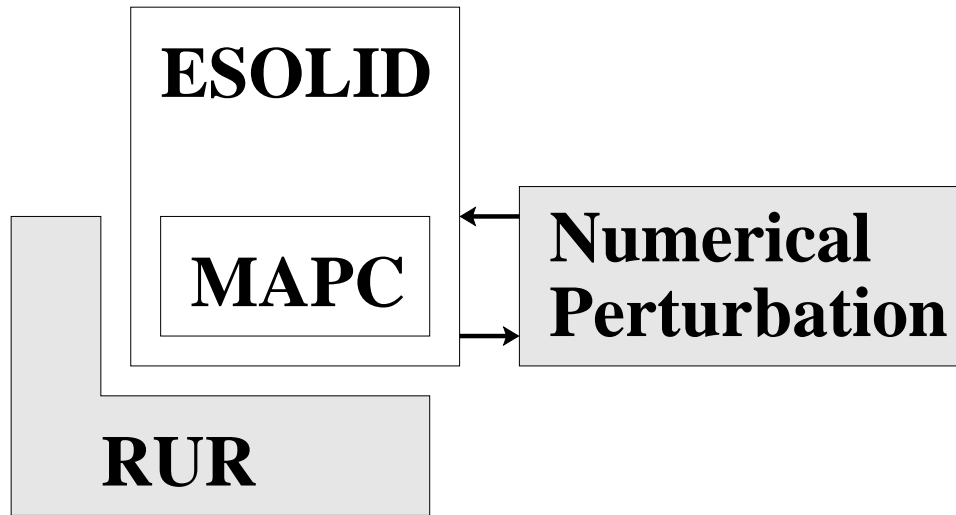 ESOLID
MAPC
Numerical
Perturbation
RUR